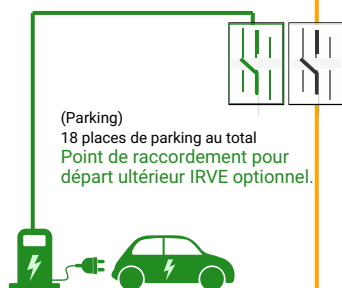 (Parking)
18 places de parking au total
Point de raccordement pour
départ ultérieur IRVE optionnel.